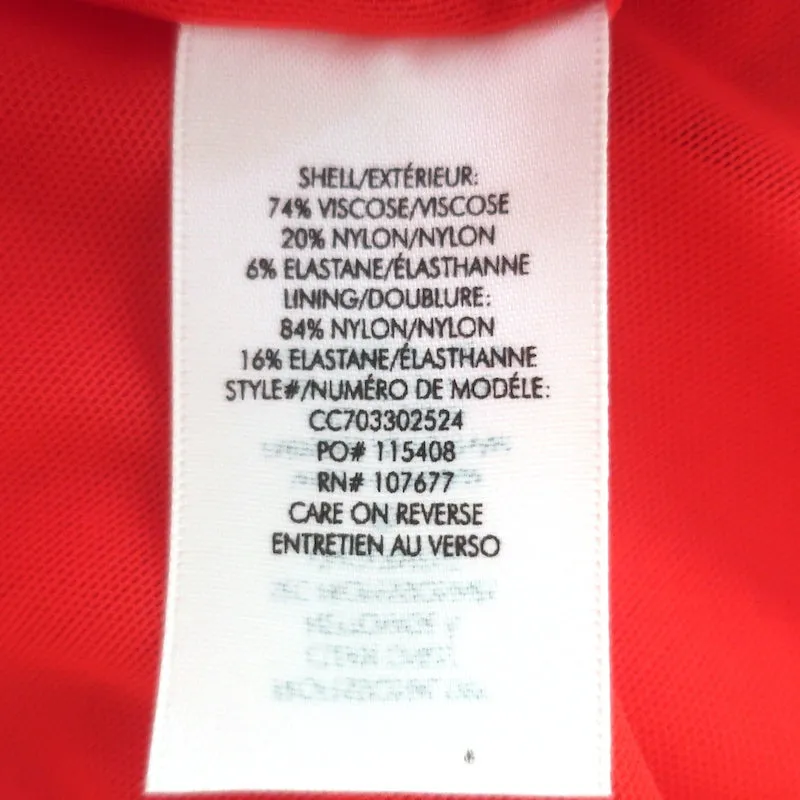 SHELL/EXTÉRIEUR:
74% VISCOSE/VISCOSE
20% NYLON/NYLON
6% ELASTANE/ÉLASTHANNE
LINING/DOUBLURE:
84% NYLON/NYLON
16% ELASTANE/ÉLASTHANNE
STYLE#/NUMÉRO DE MODÉLE:
CC703302524
PO# 115408
RN# 107677
CARE ON REVERSE
ENTRETIEN AU VERSO